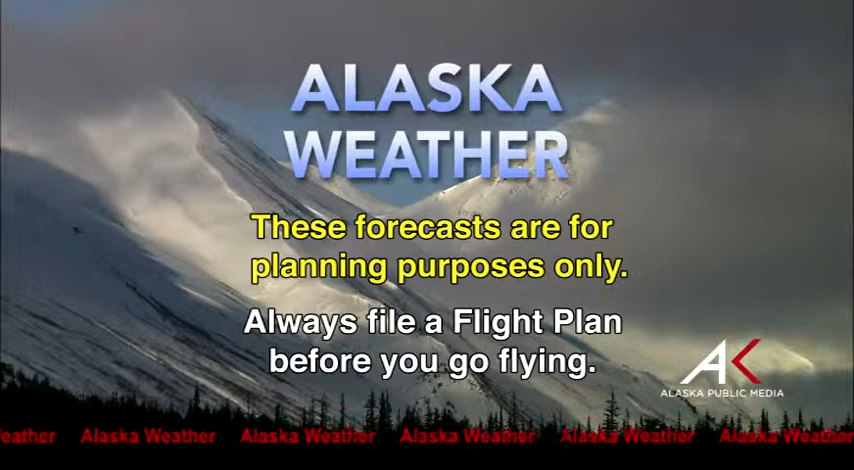 ALASKA
WEATHER
These forecasts are for
planning purposes only.
Always file a Flight Plan
before you go flying.
AK
ALASKA PUBLIC MEDIA
eather Alaska Weather Alaska Weather Alaska Weather Alaska Weather Alaska Weather